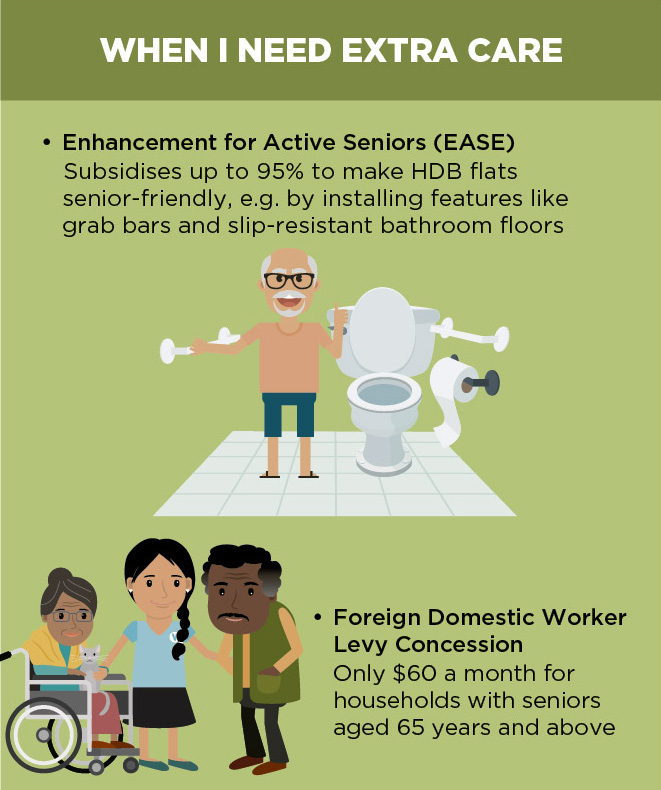 WHEN I NEED EXTRA CARE
• Enhancement for Active Seniors (EASE)
Subsidises up to 95% to make HDB flats
senior-friendly, e.g. by installing features like
grab bars and slip-resistant bathroom floors
• Foreign Domestic Worker
Levy Concession
Only $60 a month for
households with seniors
aged 65 years and above